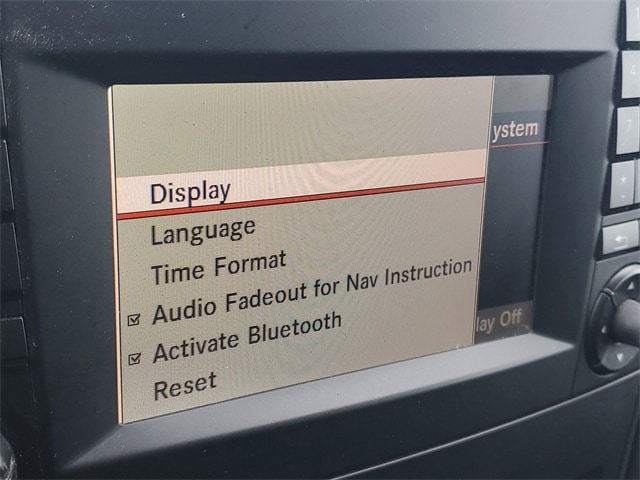 ystem
Display
Language
Time Format
Audio Fadeout for Nav Instruction
Activate Bluetooth
Reset
lay Off